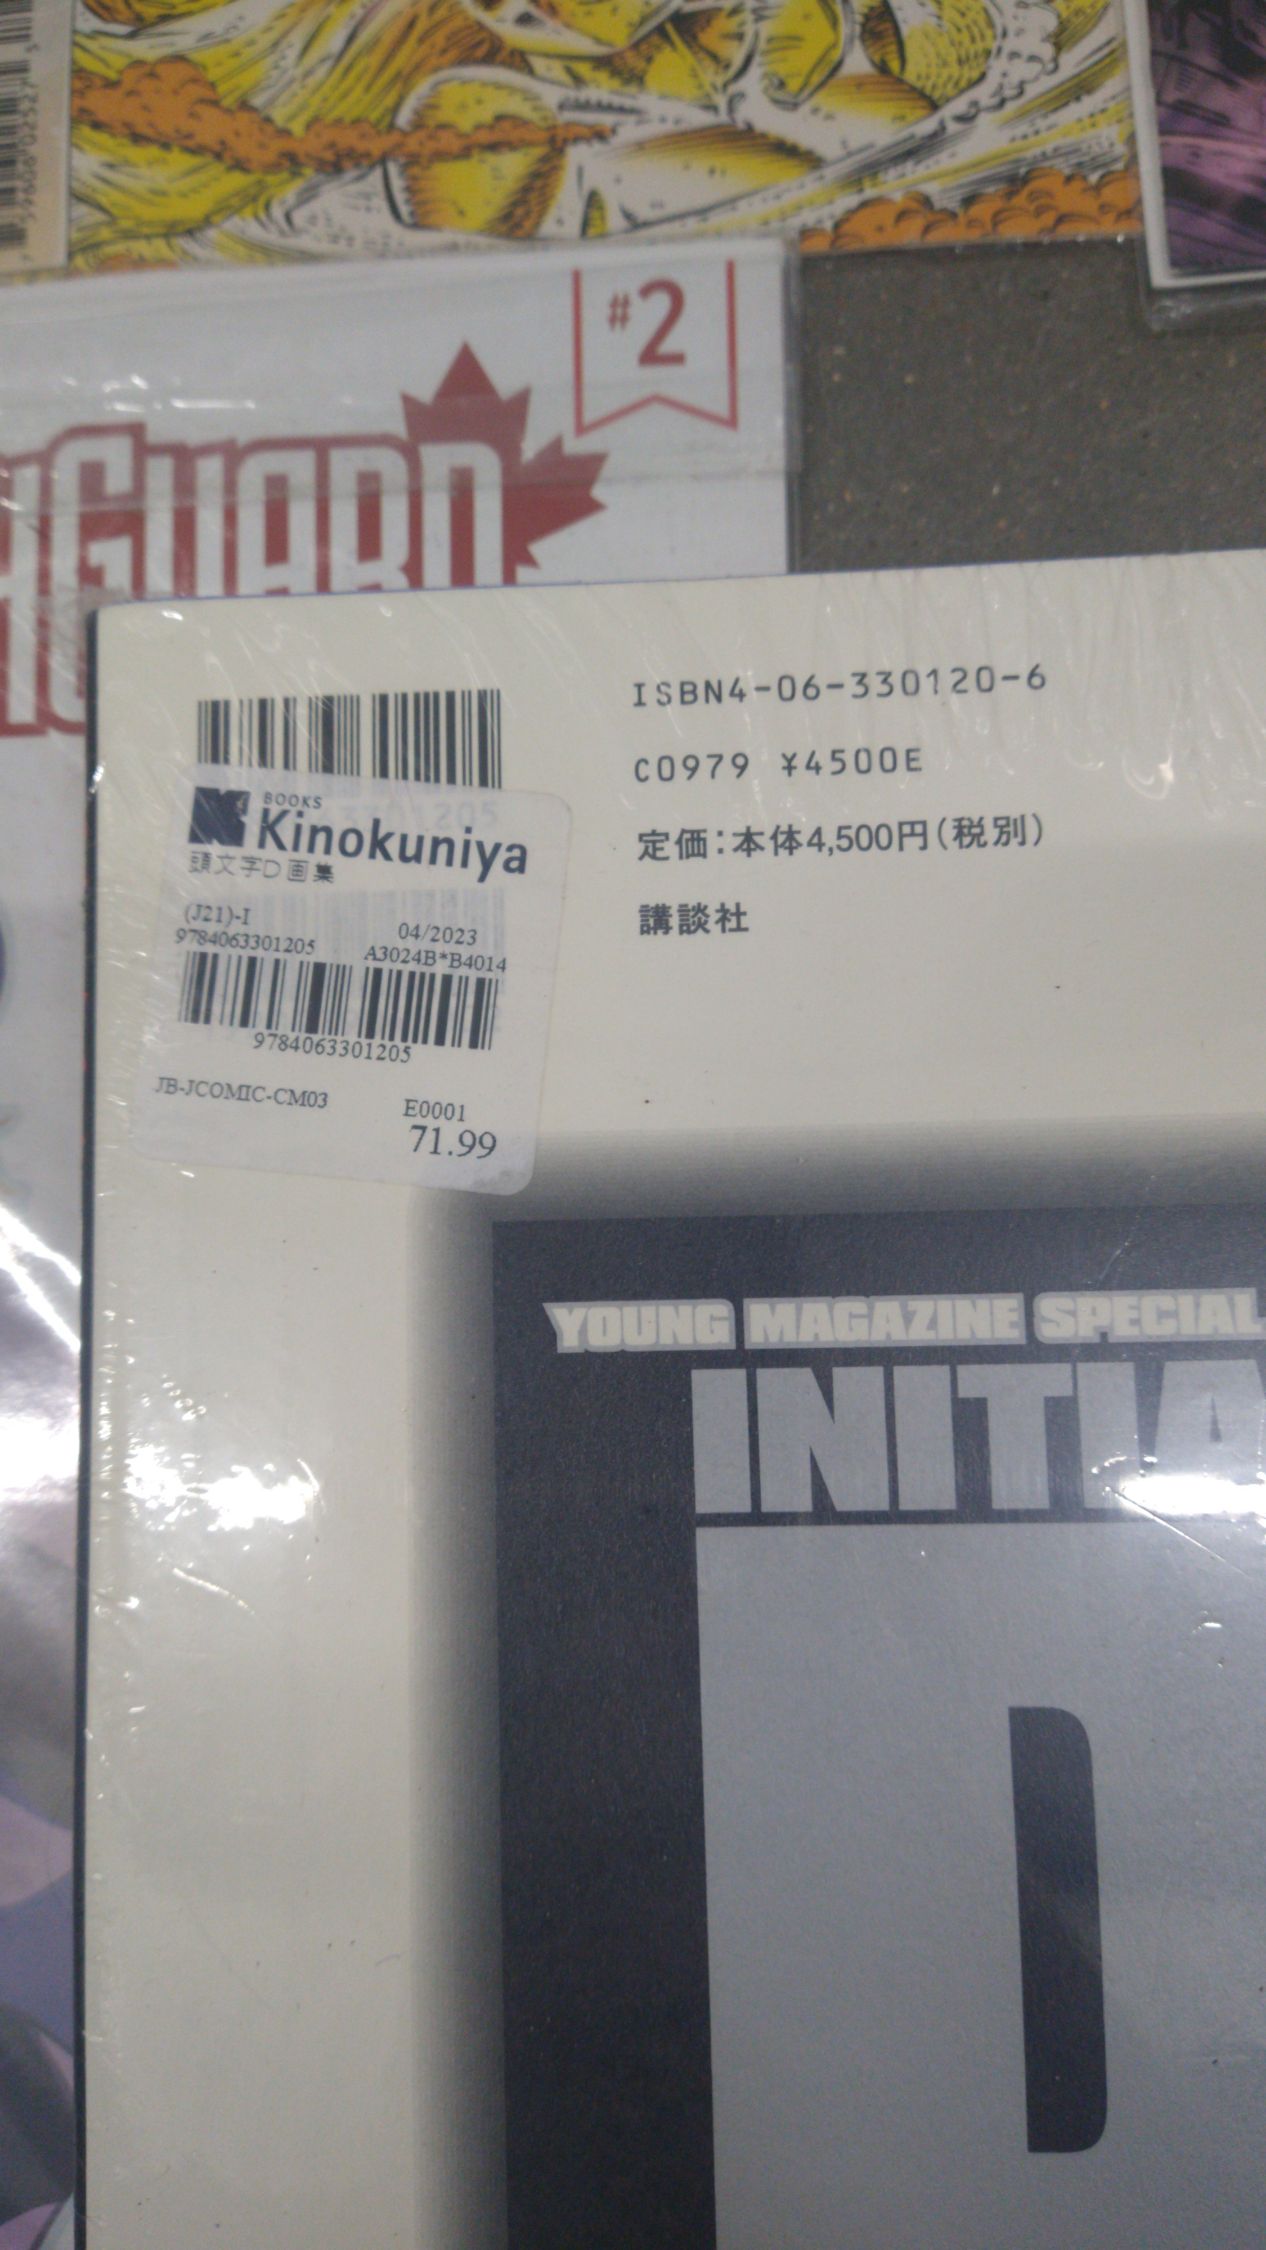 #2
GUARD
ISBN4-06-330120-6
C0979 ¥4500E
定価:本体4,500円(税別)
講談社
BOOKS
Kinokuniya
頭文字D 画集
(J21)-I 04/2023
9784063301205 A3024B*B4014
9784063301205
JB-JCOMIC-CM03 E0001
71.99
YOUNG MAGAZINE SPECIAL
INITIA
D